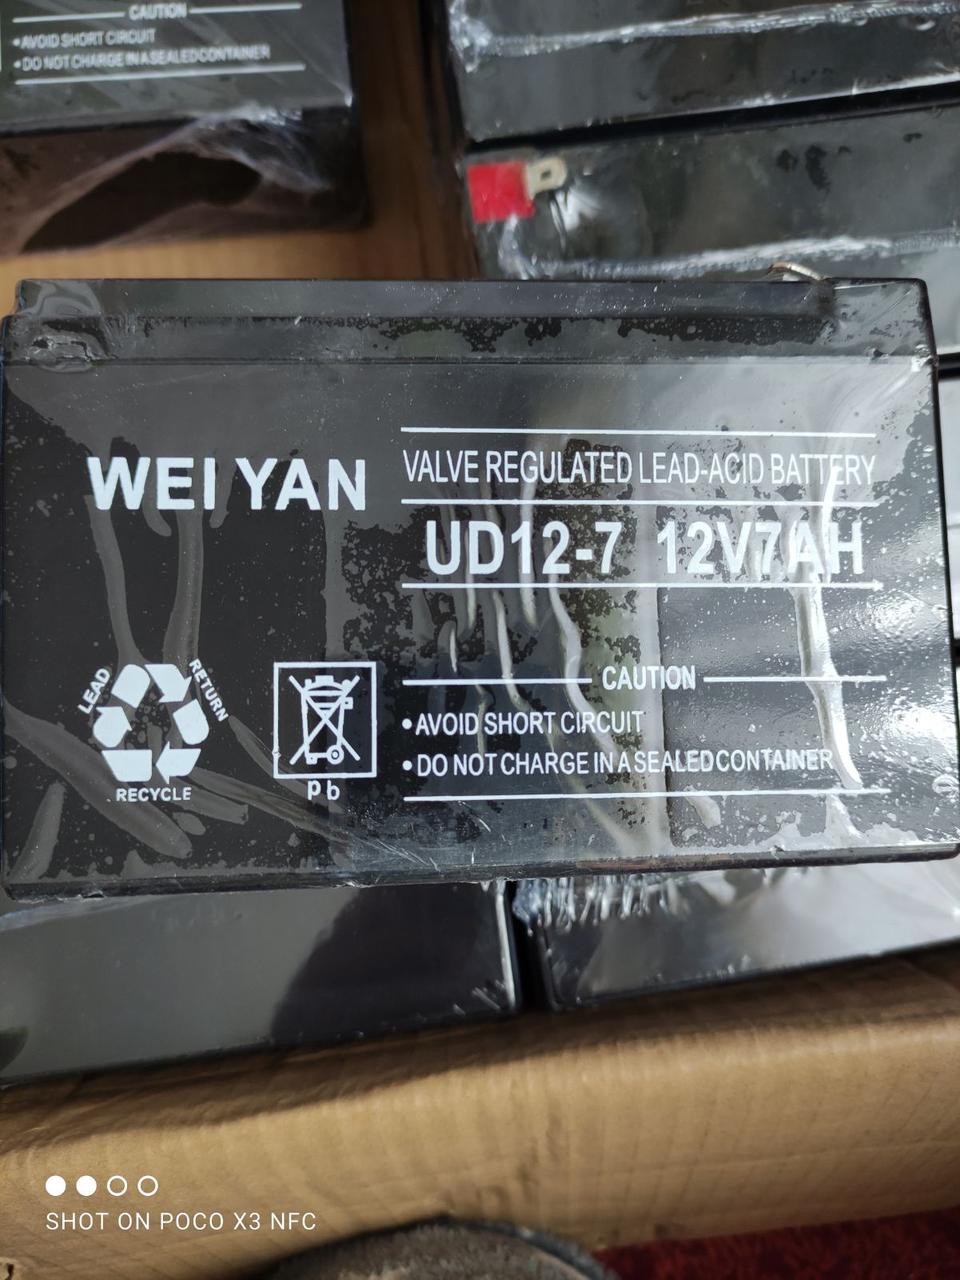 CAUTION
•AVOID SHORT CIRCUIT
•DO NOT CHARGE IN A SEALED CONTAINER
WEI YAN
VALVE REGULATED LEAD-ACID BATTERY
UD12-7 12V7AH
LEAD
RETURN
RECYCLE
Pb
CAUTION
•AVOID SHORT CIRCUIT
•DO NOT CHARGE IN A SEALED CONTAINER
SHOT ON POCO X3 NFC